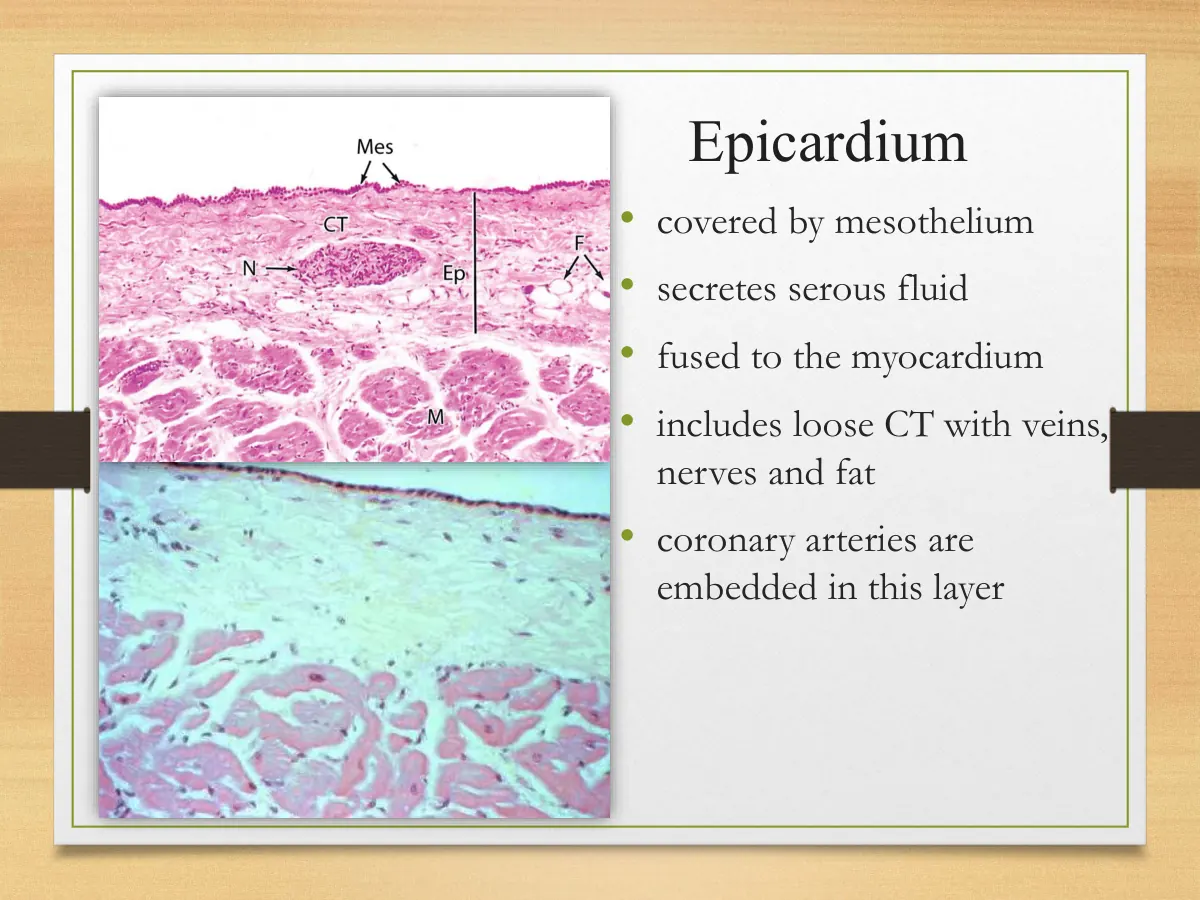 Mes
CT
N
Ep
F
M
Epicardium
• covered by mesothelium
• secretes serous fluid
• fused to the myocardium
• includes loose CT with veins,
nerves and fat
• coronary arteries are
embedded in this layer